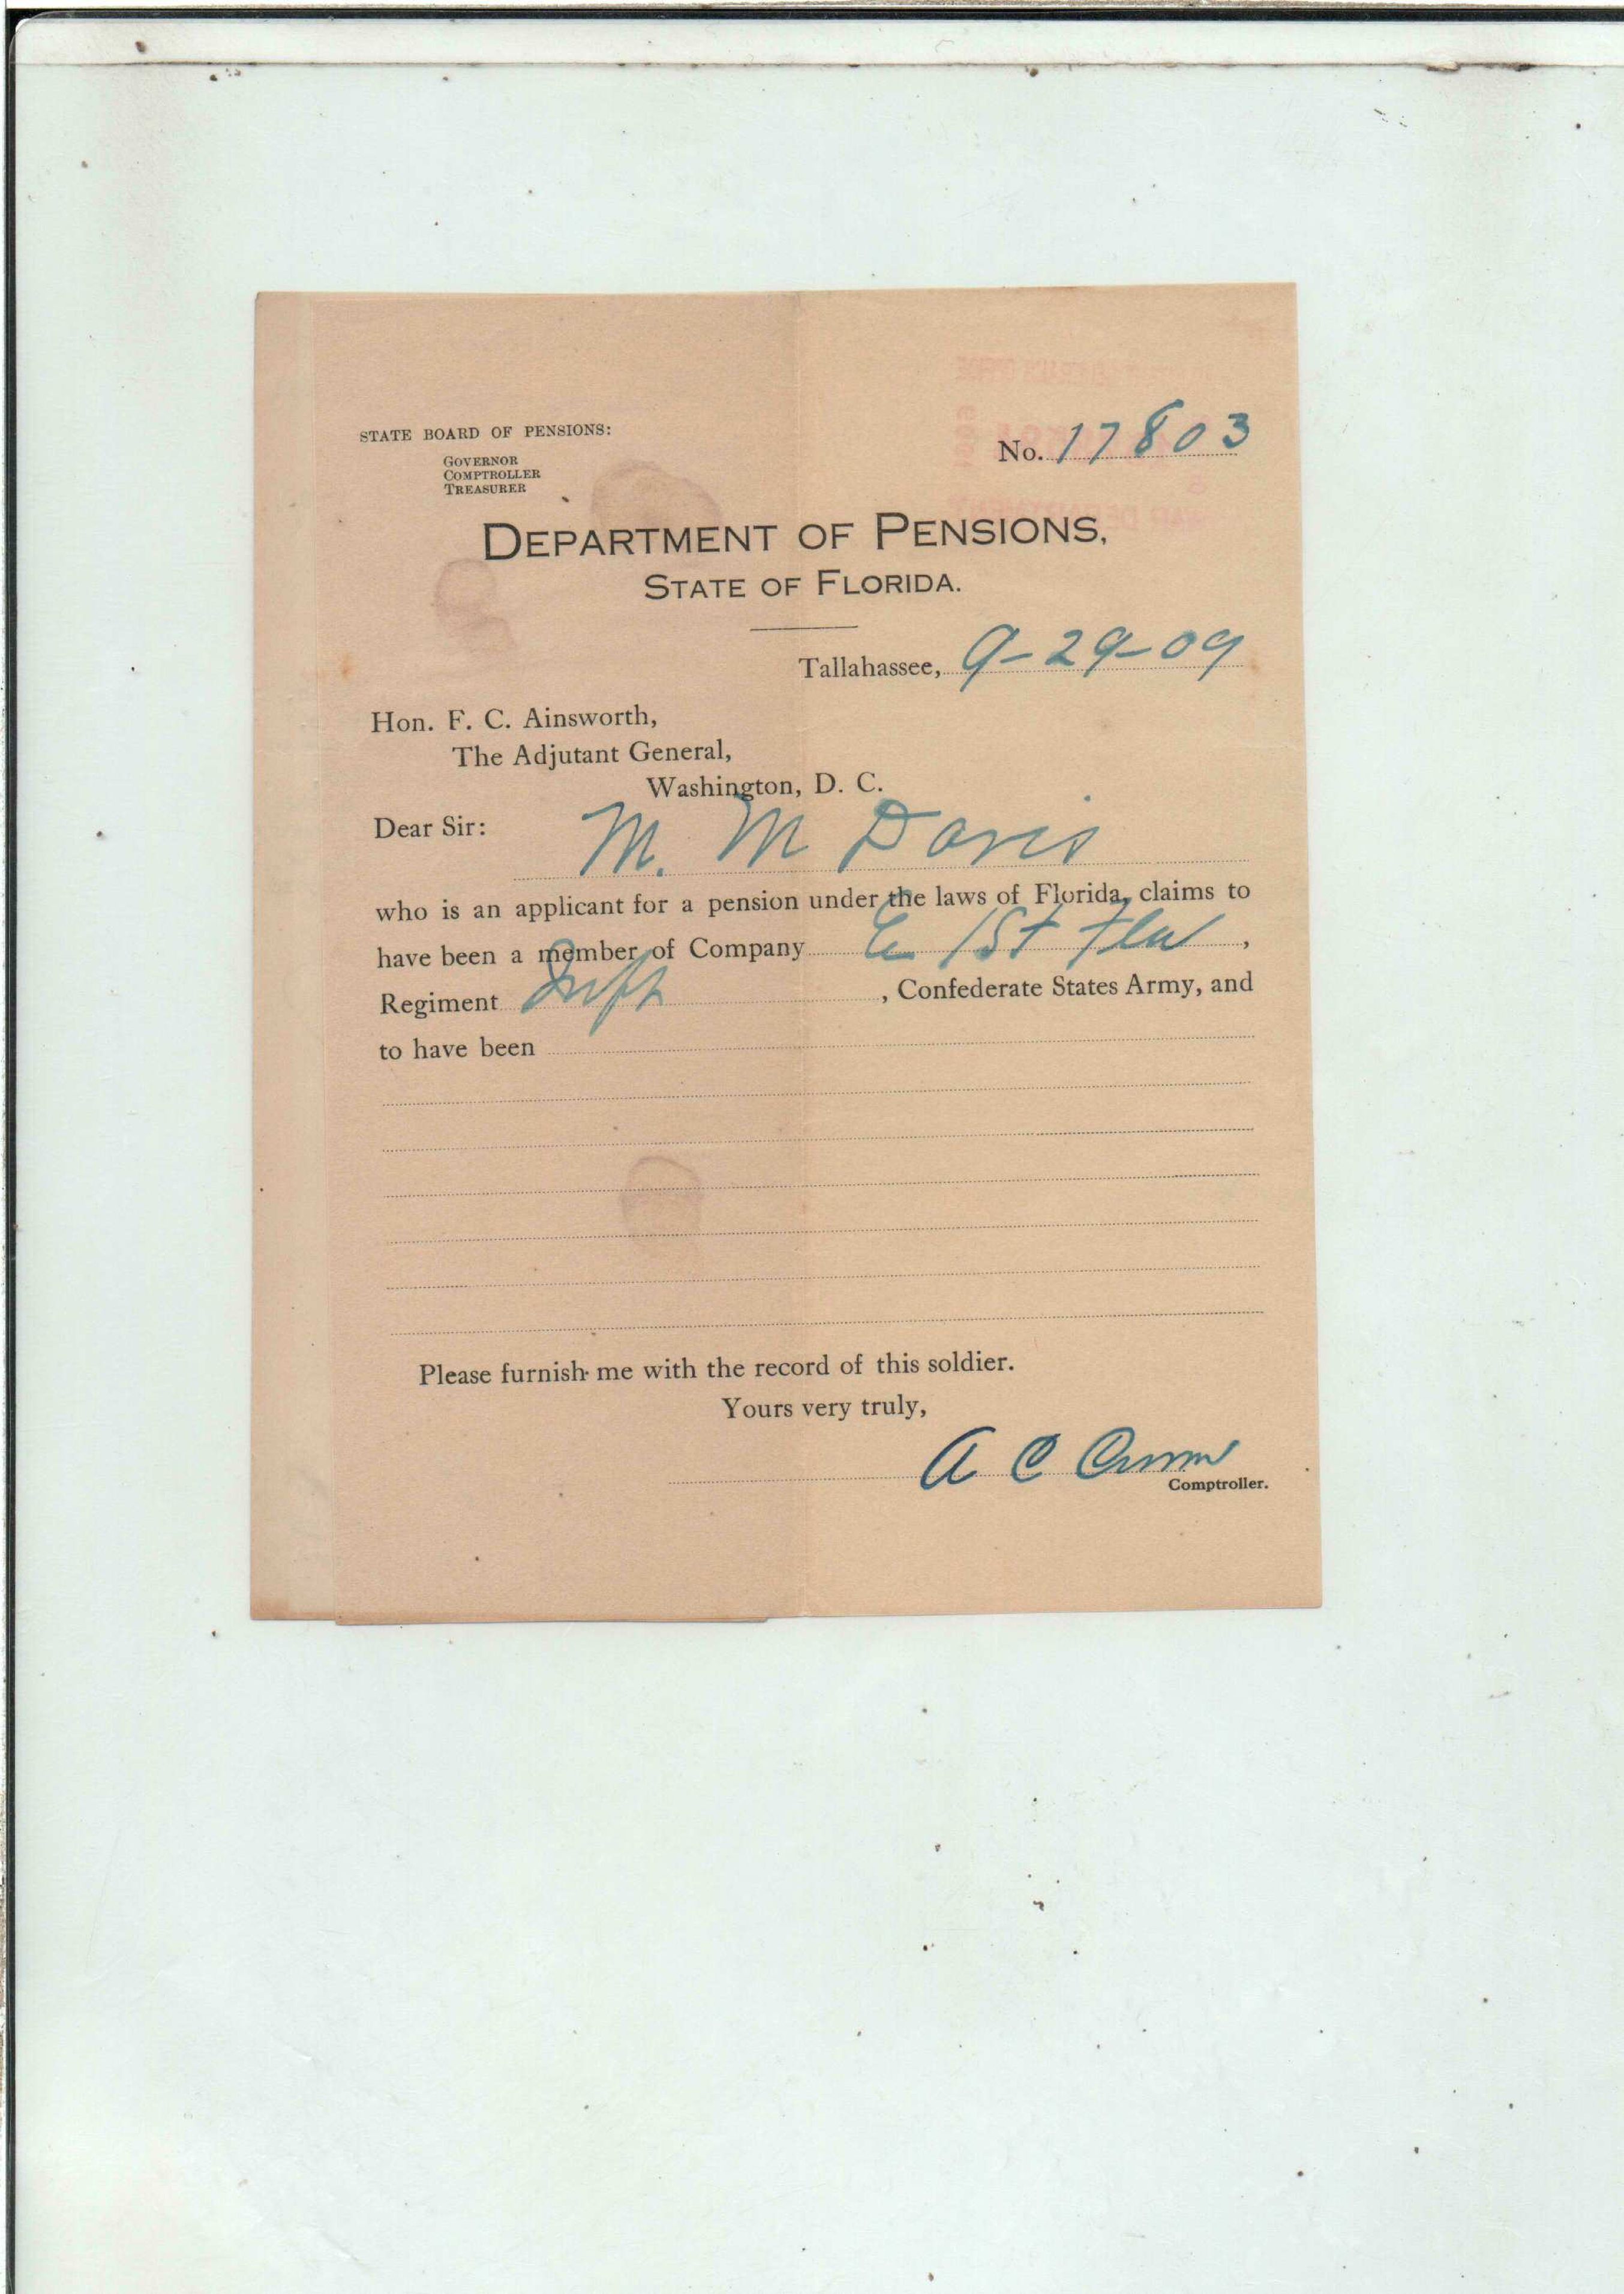 STATE BOARD OF PENSIONS:
GOVERNOR
COMPTROLLER
TREASURER
No. 17803
DEPARTMENT OF PENSIONS,
STATE OF FLORIDA.
Tallahassee, 9-29-09
Hon. F. C. Ainsworth,
The Adjutant General,
Washington, D. C.
Dear Sir:
M. M Davis
who is an applicant for a pension under the laws of Florida, claims to
have been a member of Company 1st Fla,
Regiment , Confederate States Army, and
to have been
Please furnish me with the record of this soldier.
Yours very truly,
A C
Comptroller.